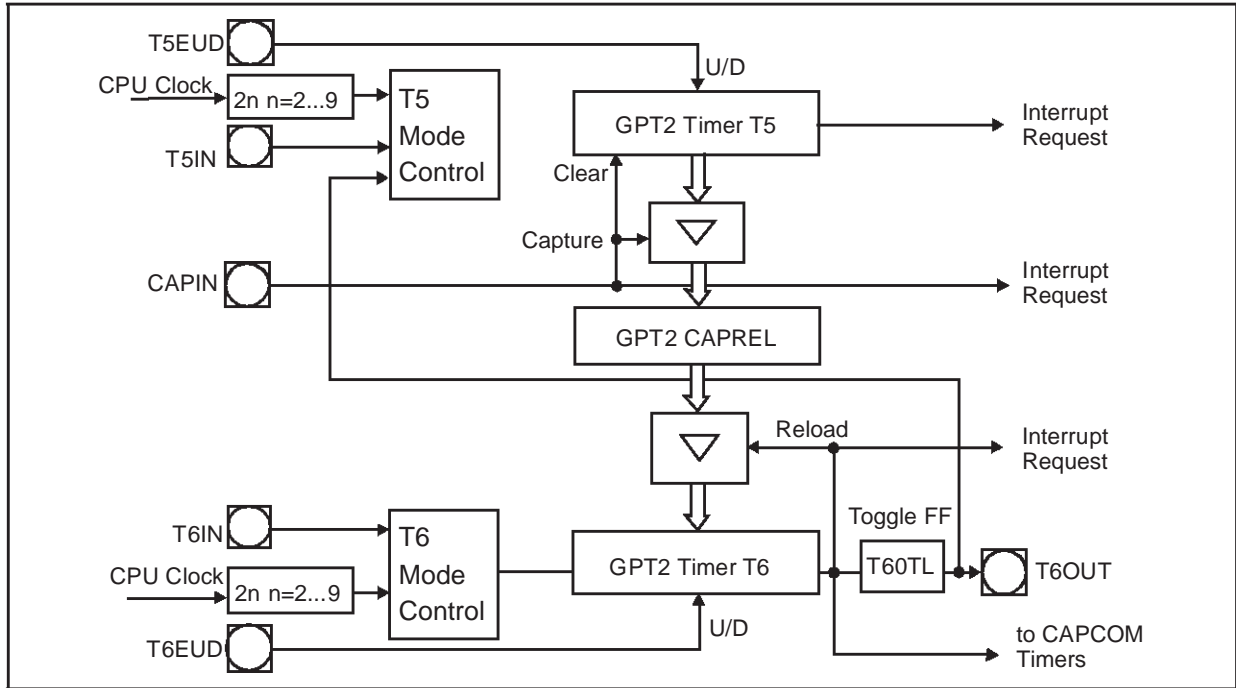 T5EUD
U/D
CPU Clock
2n n=2...9
T5
Mode
Control
GPT2 Timer T5
Interrupt
Request
T5IN
Clear
Capture
CAPIN
Interrupt
Request
GPT2 CAPREL
Reload
Interrupt
Request
T6IN
T6
Mode
Control
Toggle FF
GPT2 Timer T6
T60TL
T6OUT
CPU Clock
2n n=2...9
U/D
T6EUD
to CAPCOM
Timers